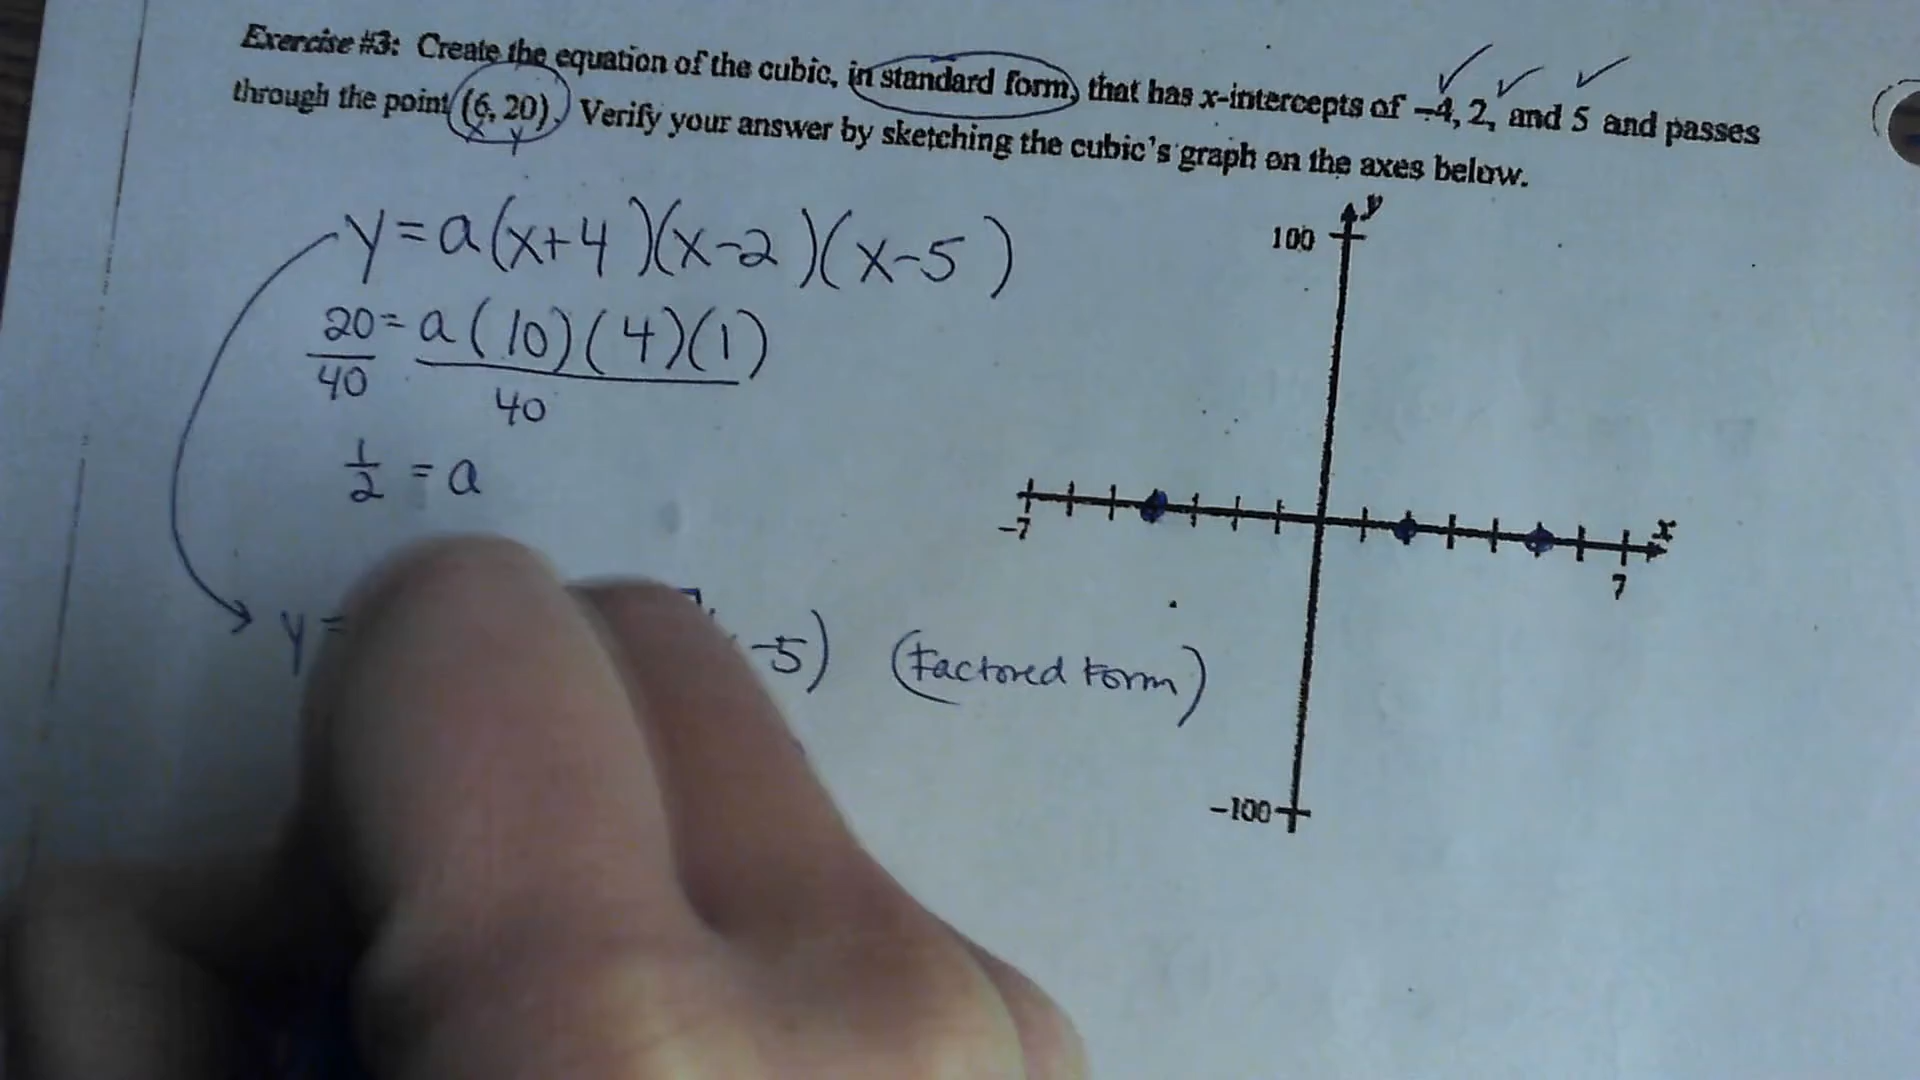 Exercise #3: Create the equation of the cubic, in standard form, that has x-intercepts of −4, 2, and 5 and passes
through the point (6, 20). Verify your answer by sketching the cubic's graph on the axes below.
x y
y = a(x+4)(x-2)(x-5)
20 = a(10)(4)(1)
40 40
1/2 = a
y = -5) (Factored Form)
y
100
-7
x
7
-100